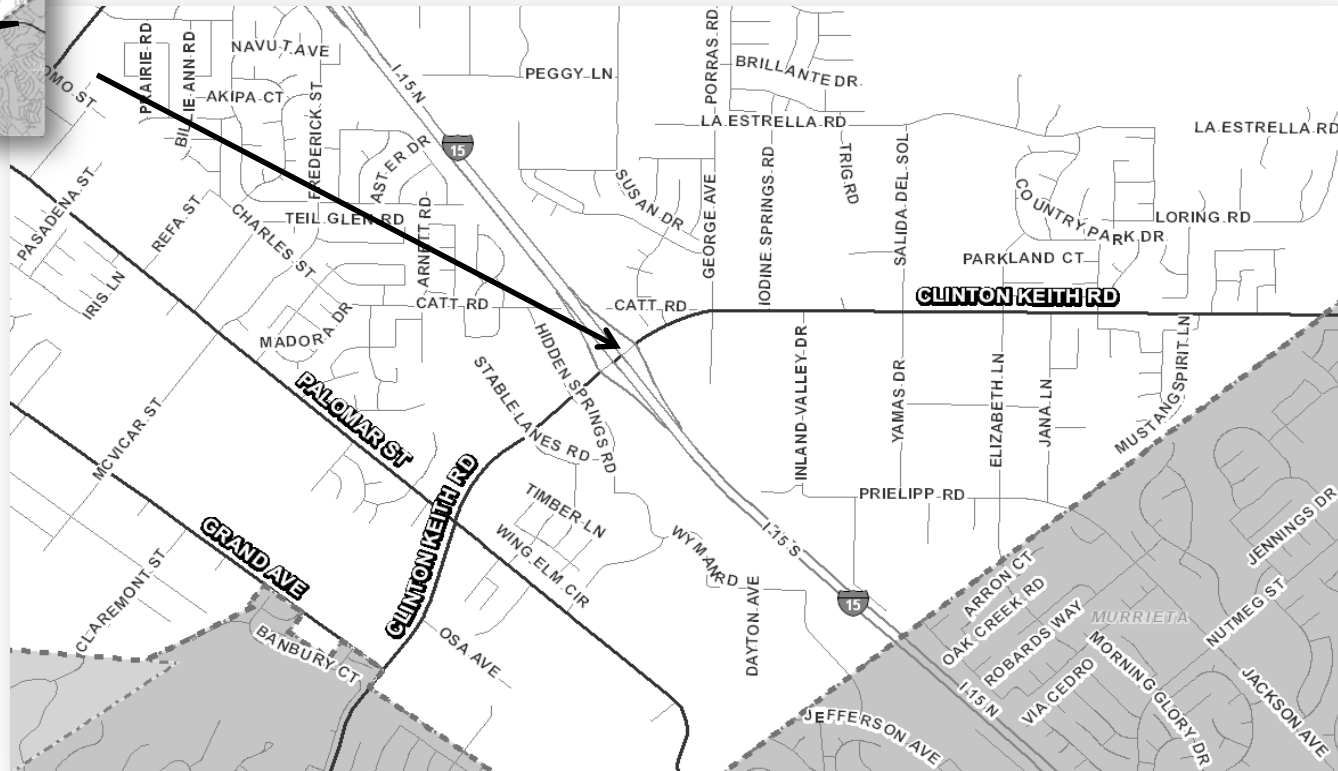 PRAIRIE RD
BILLIE ANN RD
NAVUT AVE
AKIPA CT
FREDERICK ST
ASTER DR
I-15 N
15
PEGGY LN
PORRAS RD
BRILLANTE DR
LA ESTRELLA RD
LA ESTRELLA RD
TRIG RD
SALIDA DEL SOL
IODINE SPRINGS RD
GEORGE AVE
SUSAN DR
COUNTRY PARK DR
LORING RD
PARKLAND CT
PASADENA ST
REFA ST
CHARLES ST
TEIL GLEN RD
ARNETT RD
IRIS LN
MADORA DR
CATT RD
CATT RD
CLINTON KEITH RD
HIDDEN SPRINGS RD
STABLE LANES RD
PALOMAR ST
MCVICAR ST
INLAND VALLEY DR
YAMAS DR
ELIZABETH LN
JANA LN
MUSTANG SPIRIT LN
PRIELIPP RD
CLINTON KEITH RD
TIMBER LN
WING ELM CIR
WYMAN RD
I-15 S
15
GRAND AVE
CLAREMONT ST
BANBURY CT
OSA AVE
DAYTON AVE
JEFFERSON AVE
ARRON CT
OAK CREEK RD
ROBARDS WAY
VIA CEDRO
I-15 N
MURRIETA
MORNING GLORY DR
NUTMEG ST
JENNINGS DR
JACKSON AVE